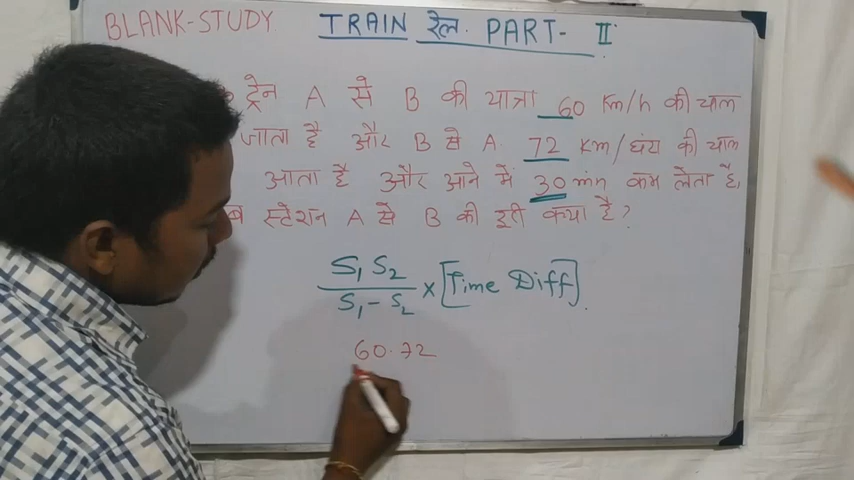 BLANK-STUDY TRAIN रेल. PART- II
ट्रेन A से B की यात्रा 60 Km/h की चाल
जाता है और B से A. 72 Km/घंटा की चाल
आता है और आने में 30 min कम लेता है,
स्टेशन A से B की दूरी क्या है?
S₁ S₂
S₁ - S₂ × [Time Diff].
60.72